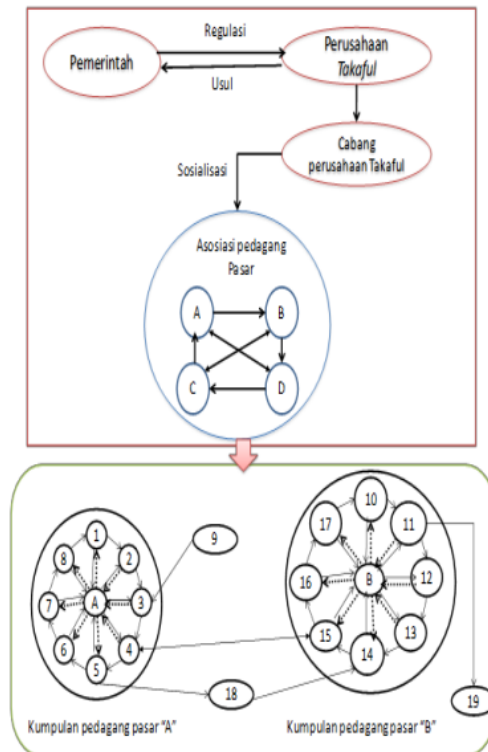 Regulasi
Pemerintah
Perusahaan
Takaful
Usul
Cabang
perusahaan Takaful
Sosialisasi
Asosiasi pedagang
Pasar
A
B
C
D
1
2
3
4
5
6
7
8
A
9
10
11
12
13
14
15
16
17
B
18
19
Kumpulan pedagang pasar "A"
Kumpulan pedagang pasar "B"